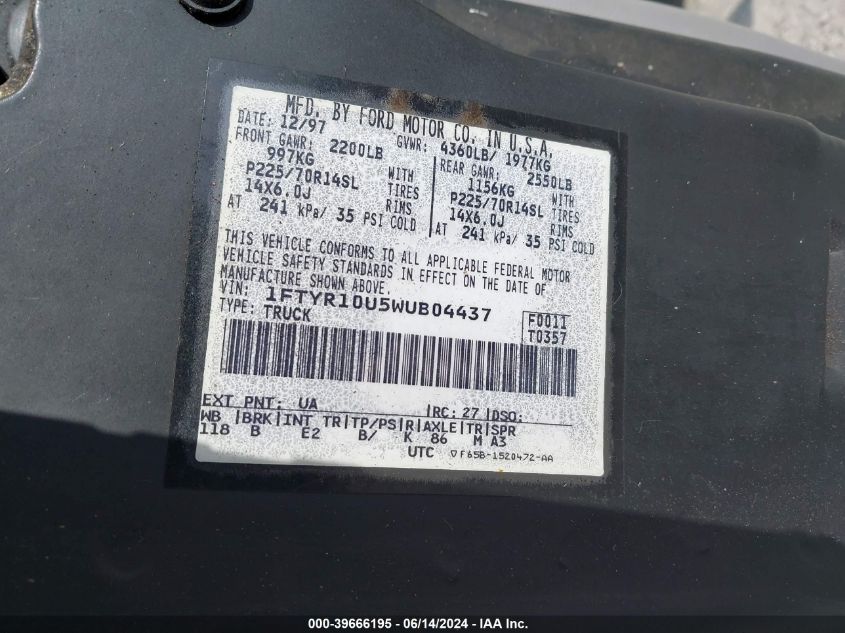 MFD. BY FORD MOTOR CO. IN U.S.A.
DATE: 12/97 GVWR: 4360LB/ 1977KG
FRONT GAWR: 2200LB REAR GAWR: 2550LB
997KG WITH 1156KG WITH
P225/70R14SL TIRES P225/70R14SL TIRES
14X6.0J RIMS 14X6.0J RIMS
AT 241 kPa/ 35 PSI COLD AT 241 kPa/ 35 PSI COLD
THIS VEHICLE CONFORMS TO ALL APPLICABLE FEDERAL MOTOR
VEHICLE SAFETY STANDARDS IN EFFECT ON THE DATE OF
MANUFACTURE SHOWN ABOVE.
VIN: 1FTYR10U5WUB04437 F0011
TYPE: TRUCK T0357
EXT PNT: UA |RC: 27 |DSO:
WB |BRK|INT TR|TP/PS|R|AXLE|TR|SPR
118 B E2 B/ K 86 M A3
UTC F65B-1520472-AA
000-39666195 - 06/14/2024 - IAA Inc.